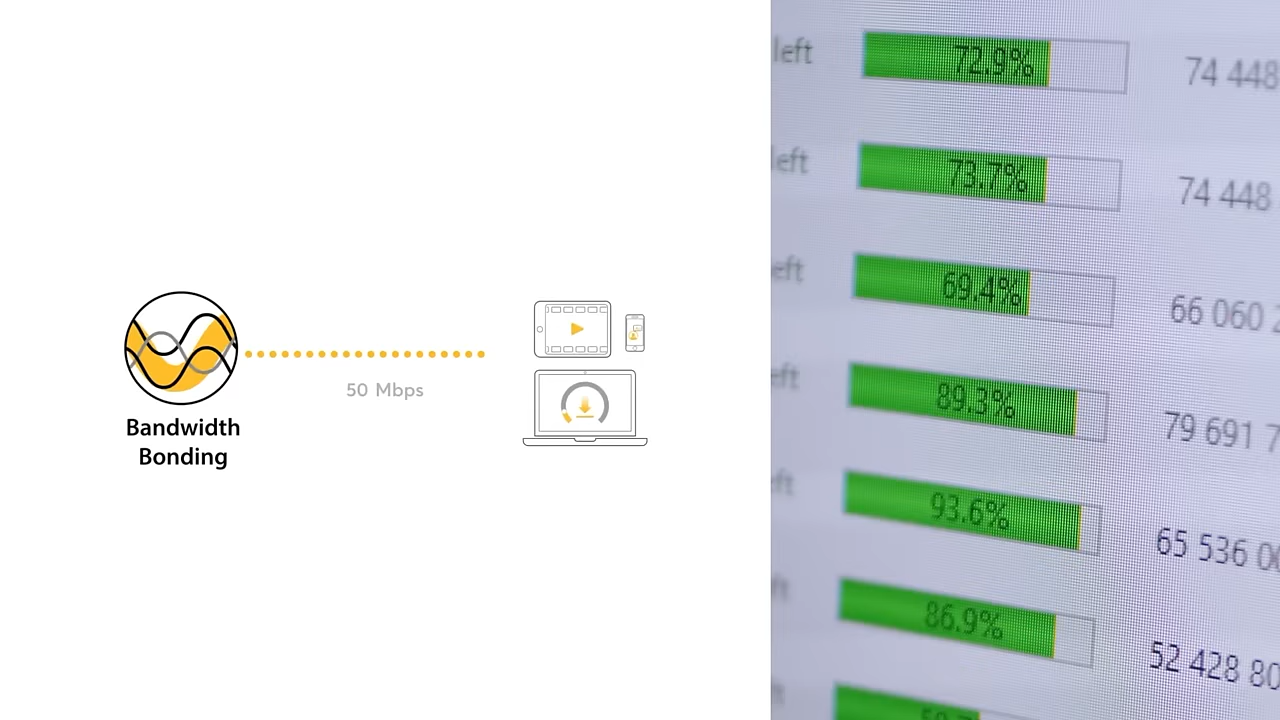 50 Mbps
Bandwidth
Bonding
left 72.9% 74 448
left 73.7% 74 448
69.4% 66 060
89.3% 79 691
93.6% 65 536
86.9% 52 428